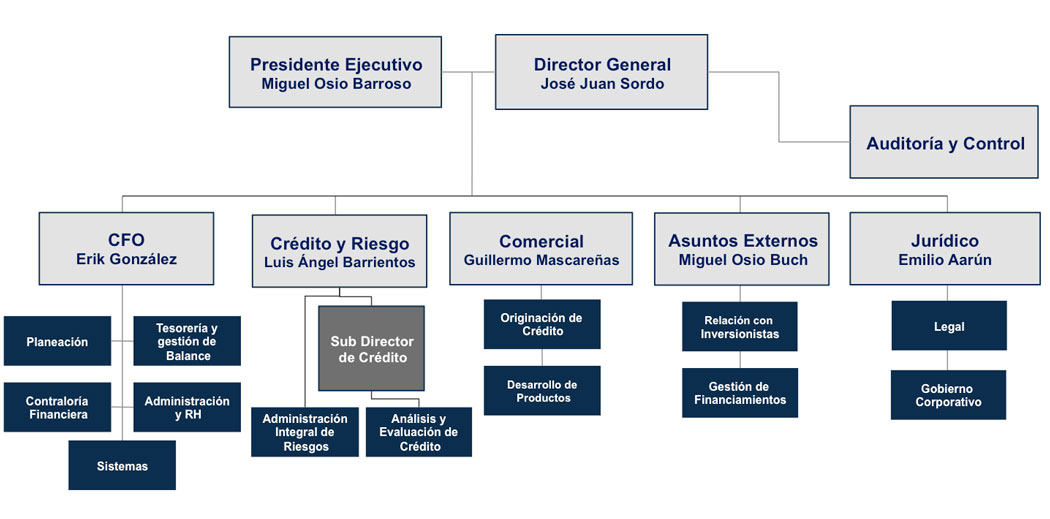 Presidente Ejecutivo
Miguel Osio Barroso
Director General
José Juan Sordo
Auditoría y Control
CFO
Erik González
Crédito y Riesgo
Luis Ángel Barrientos
Comercial
Guillermo Mascareñas
Asuntos Externos
Miguel Osio Buch
Jurídico
Emilio Aarún
Planeación
Tesorería y
gestión de
Balance
Contraloría
Financiera
Administración
y RH
Sistemas
Sub Director
de Crédito
Administración
Integral de
Riesgos
Análisis y
Evaluación de
Crédito
Originación de
Crédito
Desarrollo de
Productos
Relación con
Inversionistas
Gestión de
Financiamientos
Legal
Gobierno
Corporativo